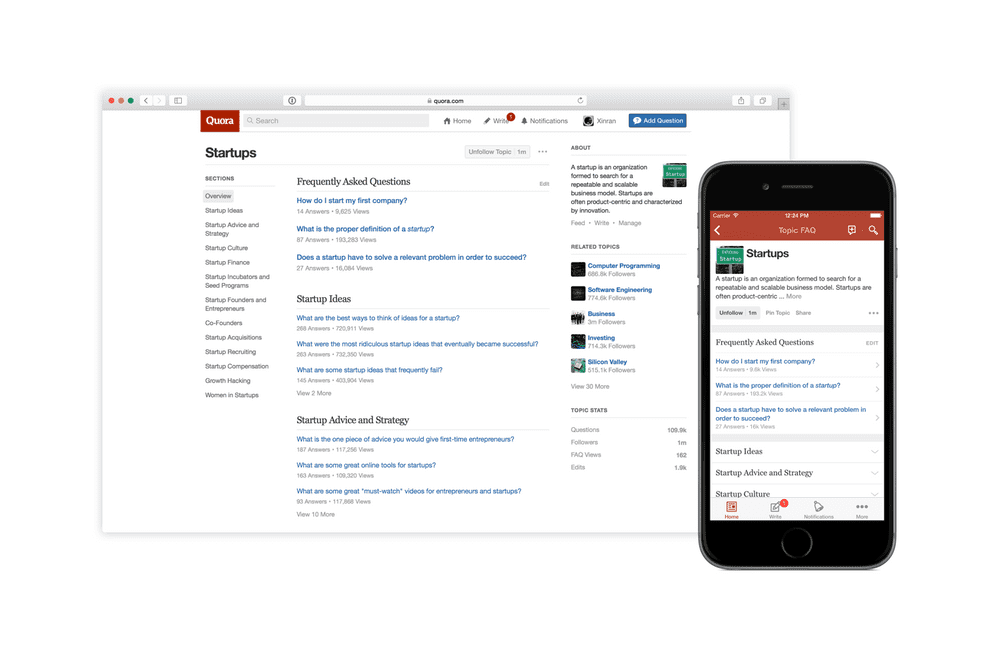 quora.com
Quora
Search
Home
Write
1
Notifications
Xinran
Add Question
Startups
Unfollow Topic 1m
SECTIONS
Overview
Startup Ideas
Startup Advice and
Strategy
Startup Culture
Startup Finance
Startup Incubators and
Seed Programs
Startup Founders and
Entrepreneurs
Co-Founders
Startup Acquisitions
Startup Recruiting
Startup Compensation
Growth Hacking
Women in Startups
Frequently Asked Questions
Edit
How do I start my first company?
14 Answers • 9,625 Views
What is the proper definition of a startup?
87 Answers • 193,283 Views
Does a startup have to solve a relevant problem in order to succeed?
27 Answers • 16,084 Views
Startup Ideas
What are the best ways to think of ideas for a startup?
268 Answers • 720,911 Views
What were the most ridiculous startup ideas that eventually became successful?
263 Answers • 732,350 Views
What are some startup ideas that frequently fail?
145 Answers • 403,904 Views
View 2 More
Startup Advice and Strategy
What is the one piece of advice you would give first-time entrepreneurs?
187 Answers • 117,256 Views
What are some great online tools for startups?
163 Answers • 109,320 Views
What are some great "must-watch" videos for entrepreneurs and startups?
93 Answers • 117,868 Views
View 10 More
ABOUT
A startup is an organization
formed to search for a
repeatable and scalable
business model. Startups are
often product-centric and characterized
by innovation.
Startup
Feed • Write • Manage
RELATED TOPICS
Computer Programming
686.8k Followers
Software Engineering
774.6k Followers
Business
3m Followers
Investing
714.3k Followers
Silicon Valley
515.1k Followers
View 30 More
TOPIC STATS
Questions 109.9k
Followers 1m
FAQ Views 162
Edits 1.9k
Carrier 12:24 PM
Topic FAQ
Startup
Startups
A startup is an organization formed to search for a
repeatable and scalable business model. Startups are
often product-centric ... More
Unfollow 1m Pin Topic Share
Frequently Asked Questions
EDIT
How do I start my first company?
14 Answers • 9.6k Views
What is the proper definition of a startup?
87 Answers • 193.2k Views
Does a startup have to solve a relevant problem in
order to succeed?
27 Answers • 16k Views
Startup Ideas
Startup Advice and Strategy
Startup Culture
1
Home Write Notifications More